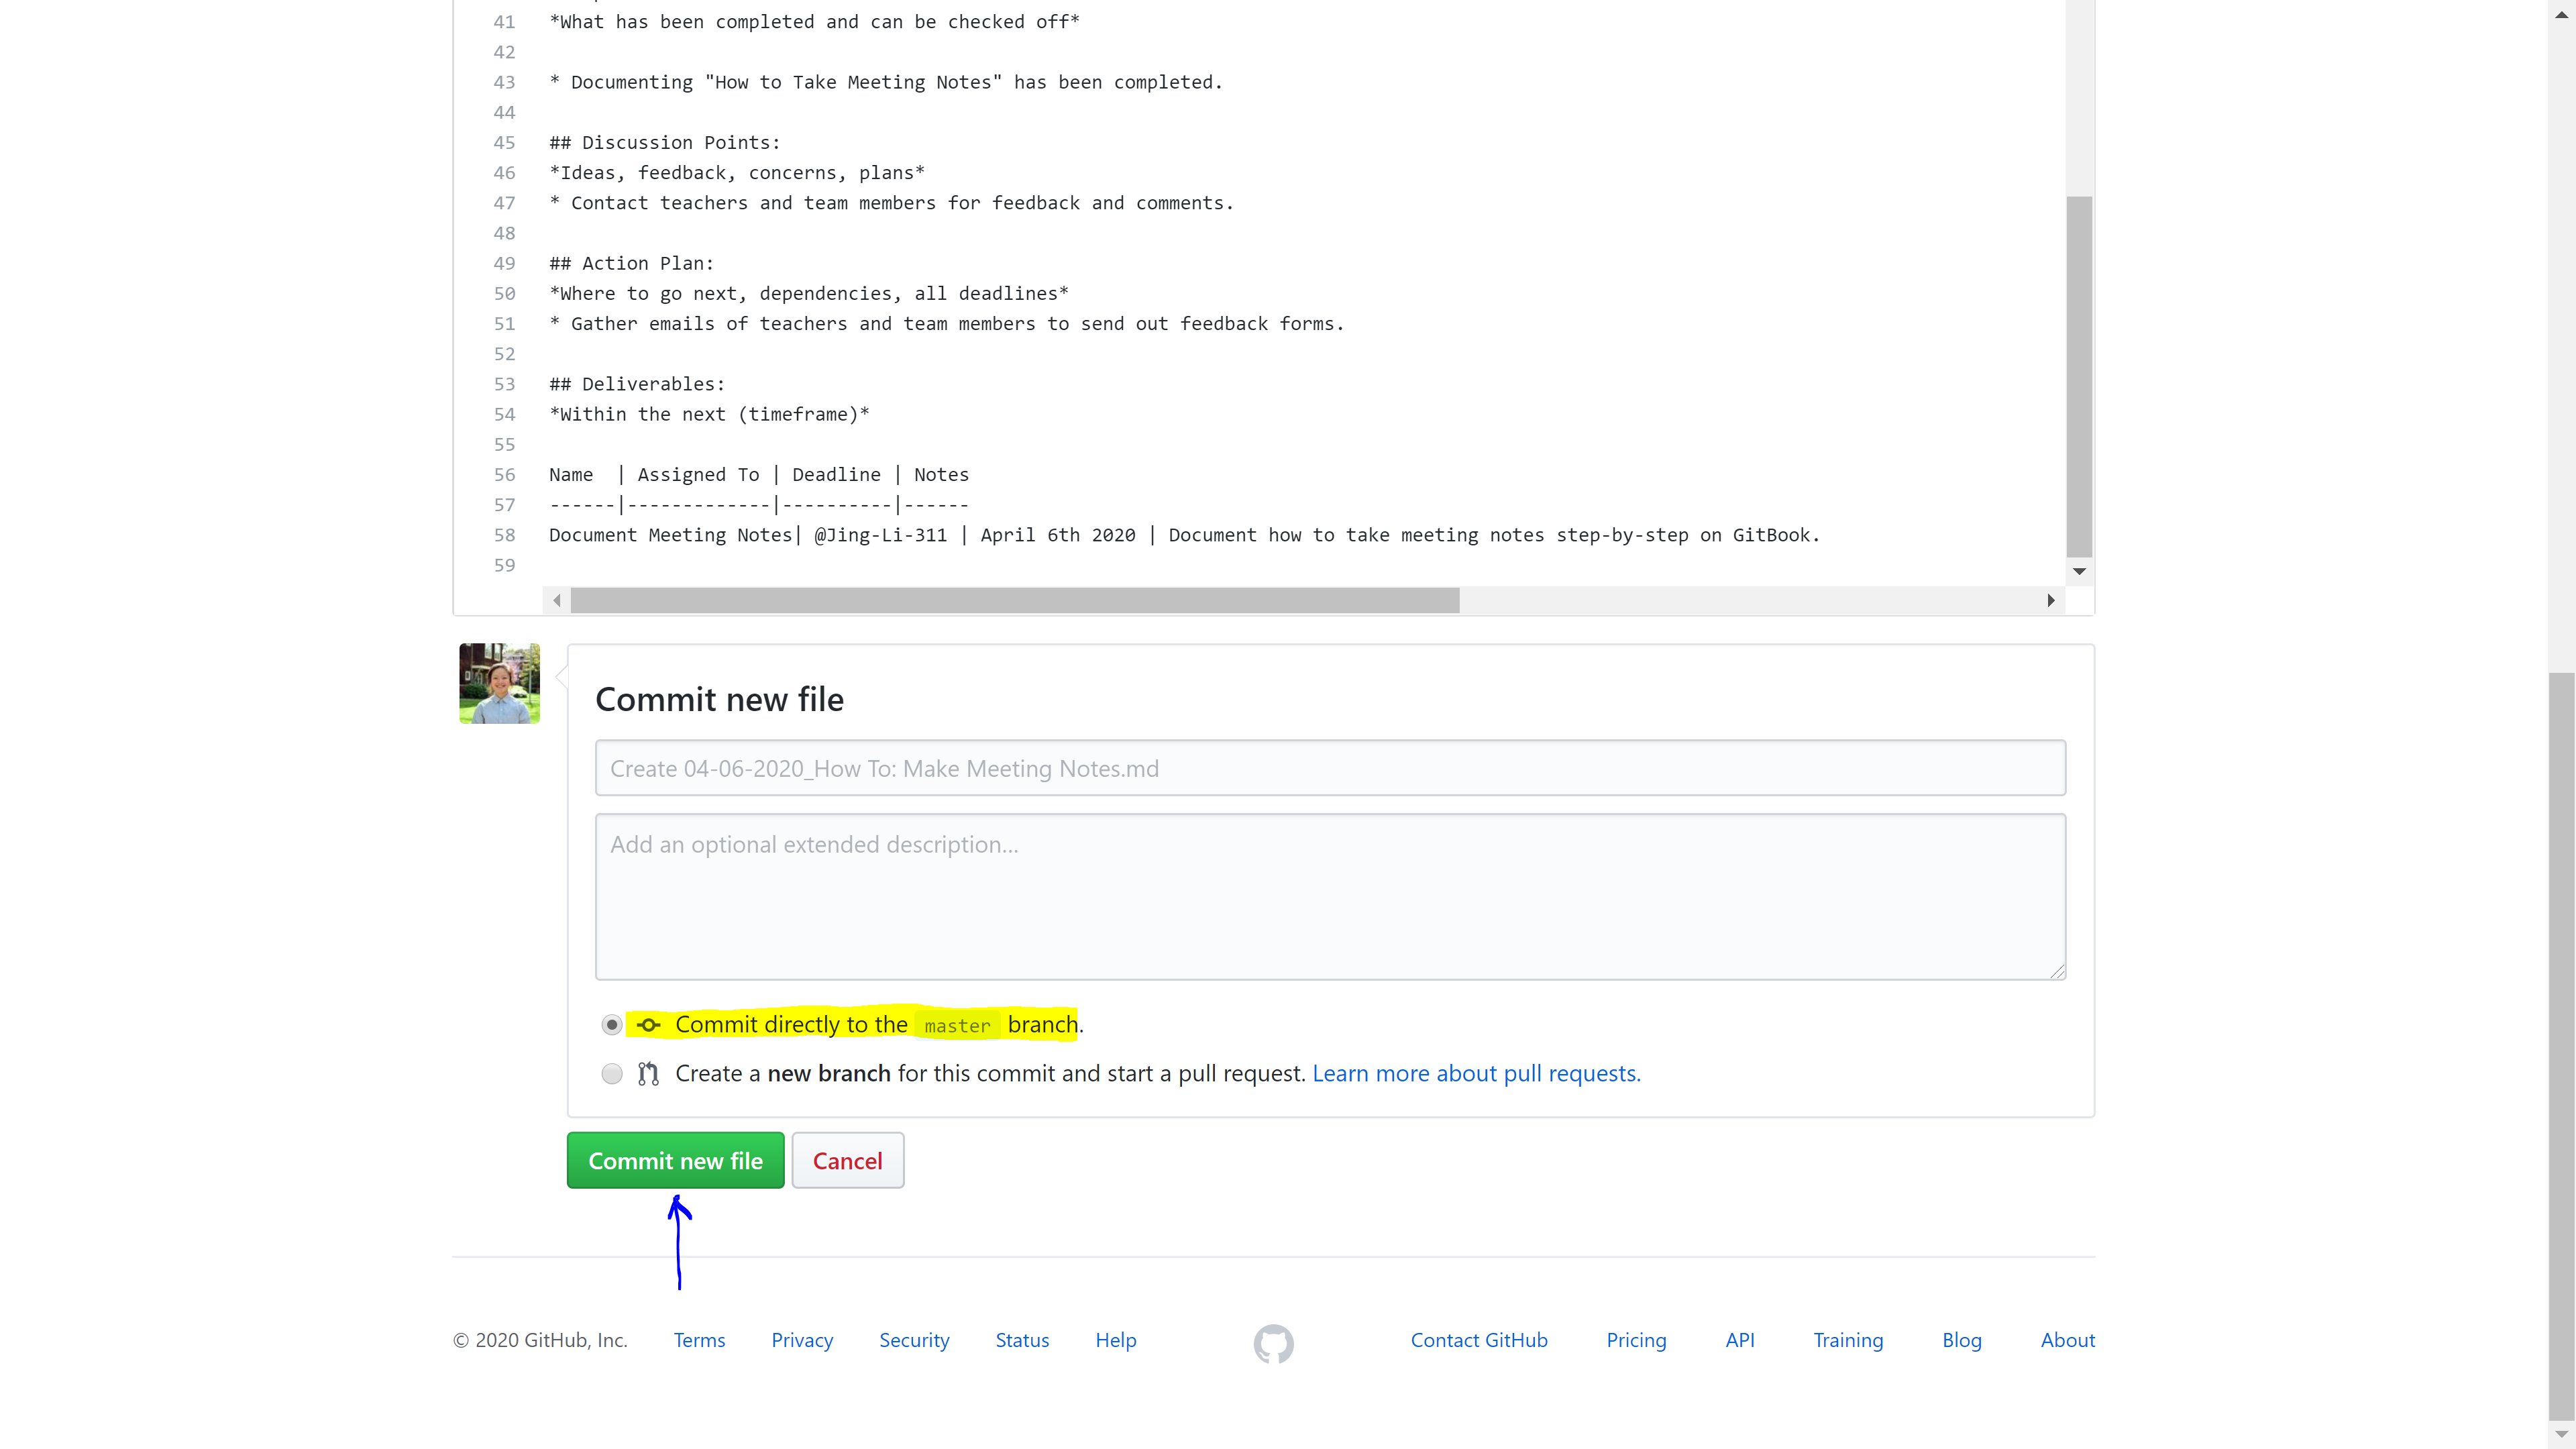 41 *What has been completed and can be checked off*
42
43 * Documenting "How to Take Meeting Notes" has been completed.
44
45 ## Discussion Points:
46 *Ideas, feedback, concerns, plans*
47 * Contact teachers and team members for feedback and comments.
48
49 ## Action Plan:
50 *Where to go next, dependencies, all deadlines*
51 * Gather emails of teachers and team members to send out feedback forms.
52
53 ## Deliverables:
54 *Within the next (timeframe)*
55
56 Name  | Assigned To | Deadline | Notes
57 ------|-------------|----------|------
58 Document Meeting Notes| @Jing-Li-311 | April 6th 2020 | Document how to take meeting notes step-by-step on GitBook.
59
Commit new file
Create 04-06-2020_How To: Make Meeting Notes.md
Add an optional extended description...
Commit directly to the master branch.
Create a new branch for this commit and start a pull request. Learn more about pull requests.
Commit new file Cancel
© 2020 GitHub, Inc. Terms Privacy Security Status Help Contact GitHub Pricing API Training Blog About